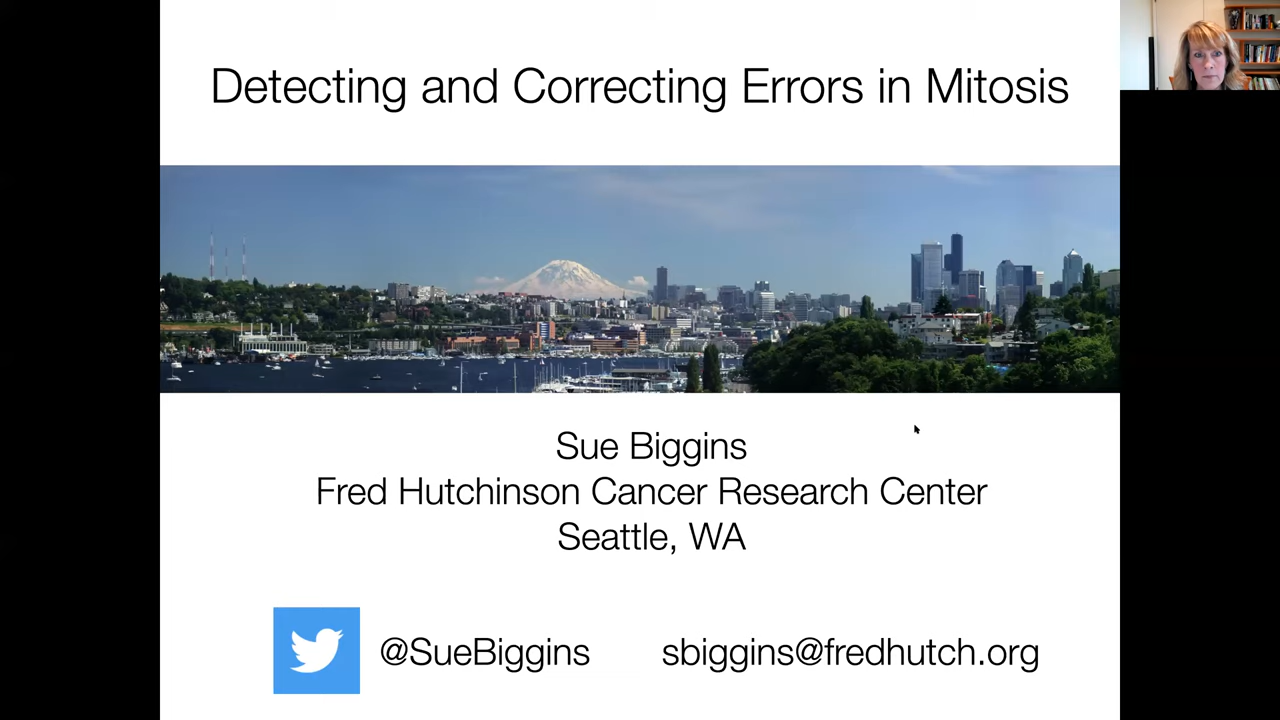 Detecting and Correcting Errors in Mitosis
Sue Biggins
Fred Hutchinson Cancer Research Center
Seattle, WA
@SueBiggins
sbiggins@fredhutch.org